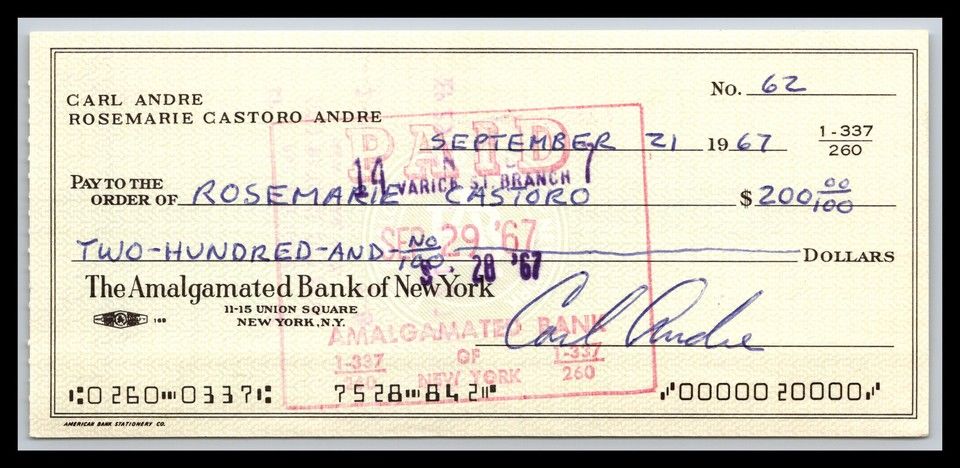 No. 62
CARL ANDRE
ROSEMARIE CASTORO ANDRE
PAID
SEPTEMBER 21 1967
1-337
260
14 VARICK ST. BRANCH 7
PAY TO THE
ORDER OF ROSEMARIE CASTORO $ 200 00/100
SEP 29 '67
TWO-HUNDRED-AND-NO/100 DOLLARS
28 '67
The Amalgamated Bank of New York
11-15 UNION SQUARE
NEW YORK, N.Y.
169
Carl Andre
AMALGAMATED BANK
1-337 OF 1-337
260 NEW YORK 260
⑆0260⑉0337⑆ 7528⑉842⑈ ⑇0000020000⑇
AMERICAN BANK STATIONERY CO.